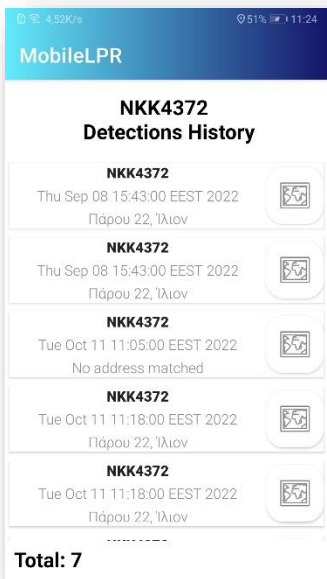 4,52K/s 51% 11:24
MobileLPR
NKK4372
Detections History
NKK4372
Thu Sep 08 15:43:00 EEST 2022
Πάρου 22, Ίλιον
NKK4372
Thu Sep 08 15:43:00 EEST 2022
Πάρου 22, Ίλιον
NKK4372
Tue Oct 11 11:05:00 EEST 2022
No address matched
NKK4372
Tue Oct 11 11:18:00 EEST 2022
Πάρου 22, Ίλιον
NKK4372
Tue Oct 11 11:18:00 EEST 2022
Πάρου 22, Ίλιον
Total: 7